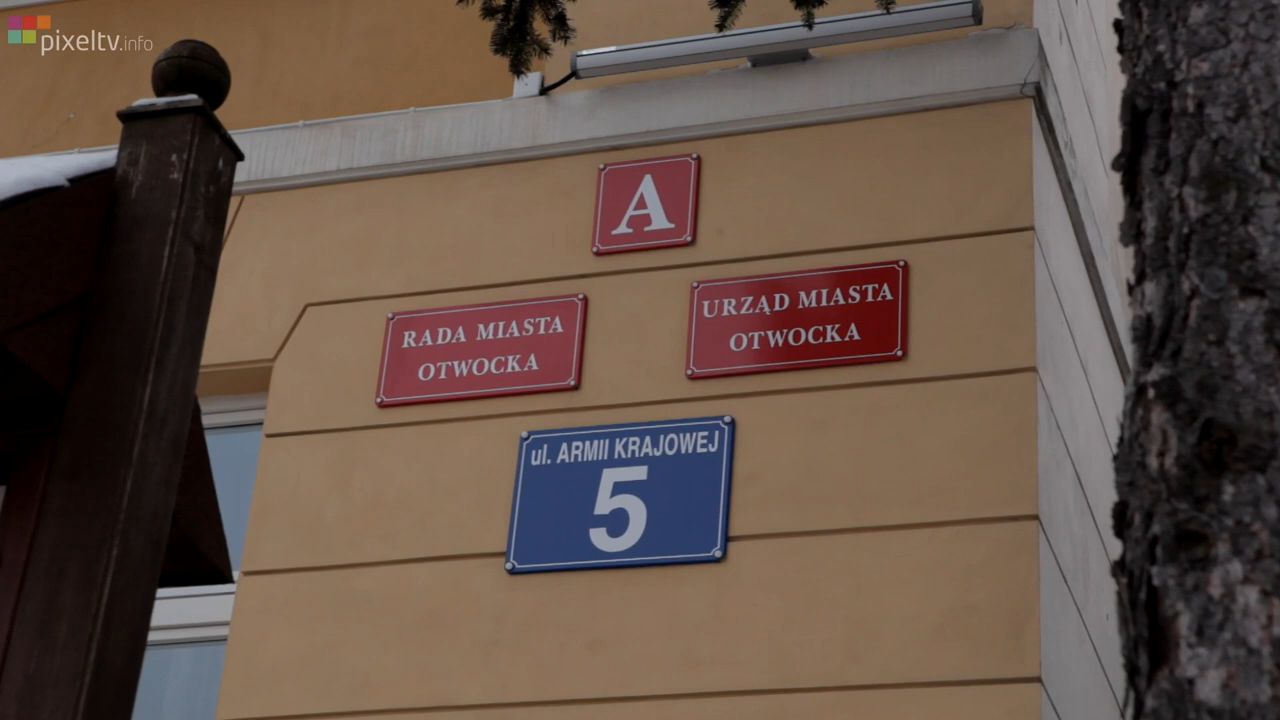 pixeltv.info
A
RADA MIASTA
OTWOCKA
URZĄD MIASTA
OTWOCKA
ul. ARMII KRAJOWEJ
5